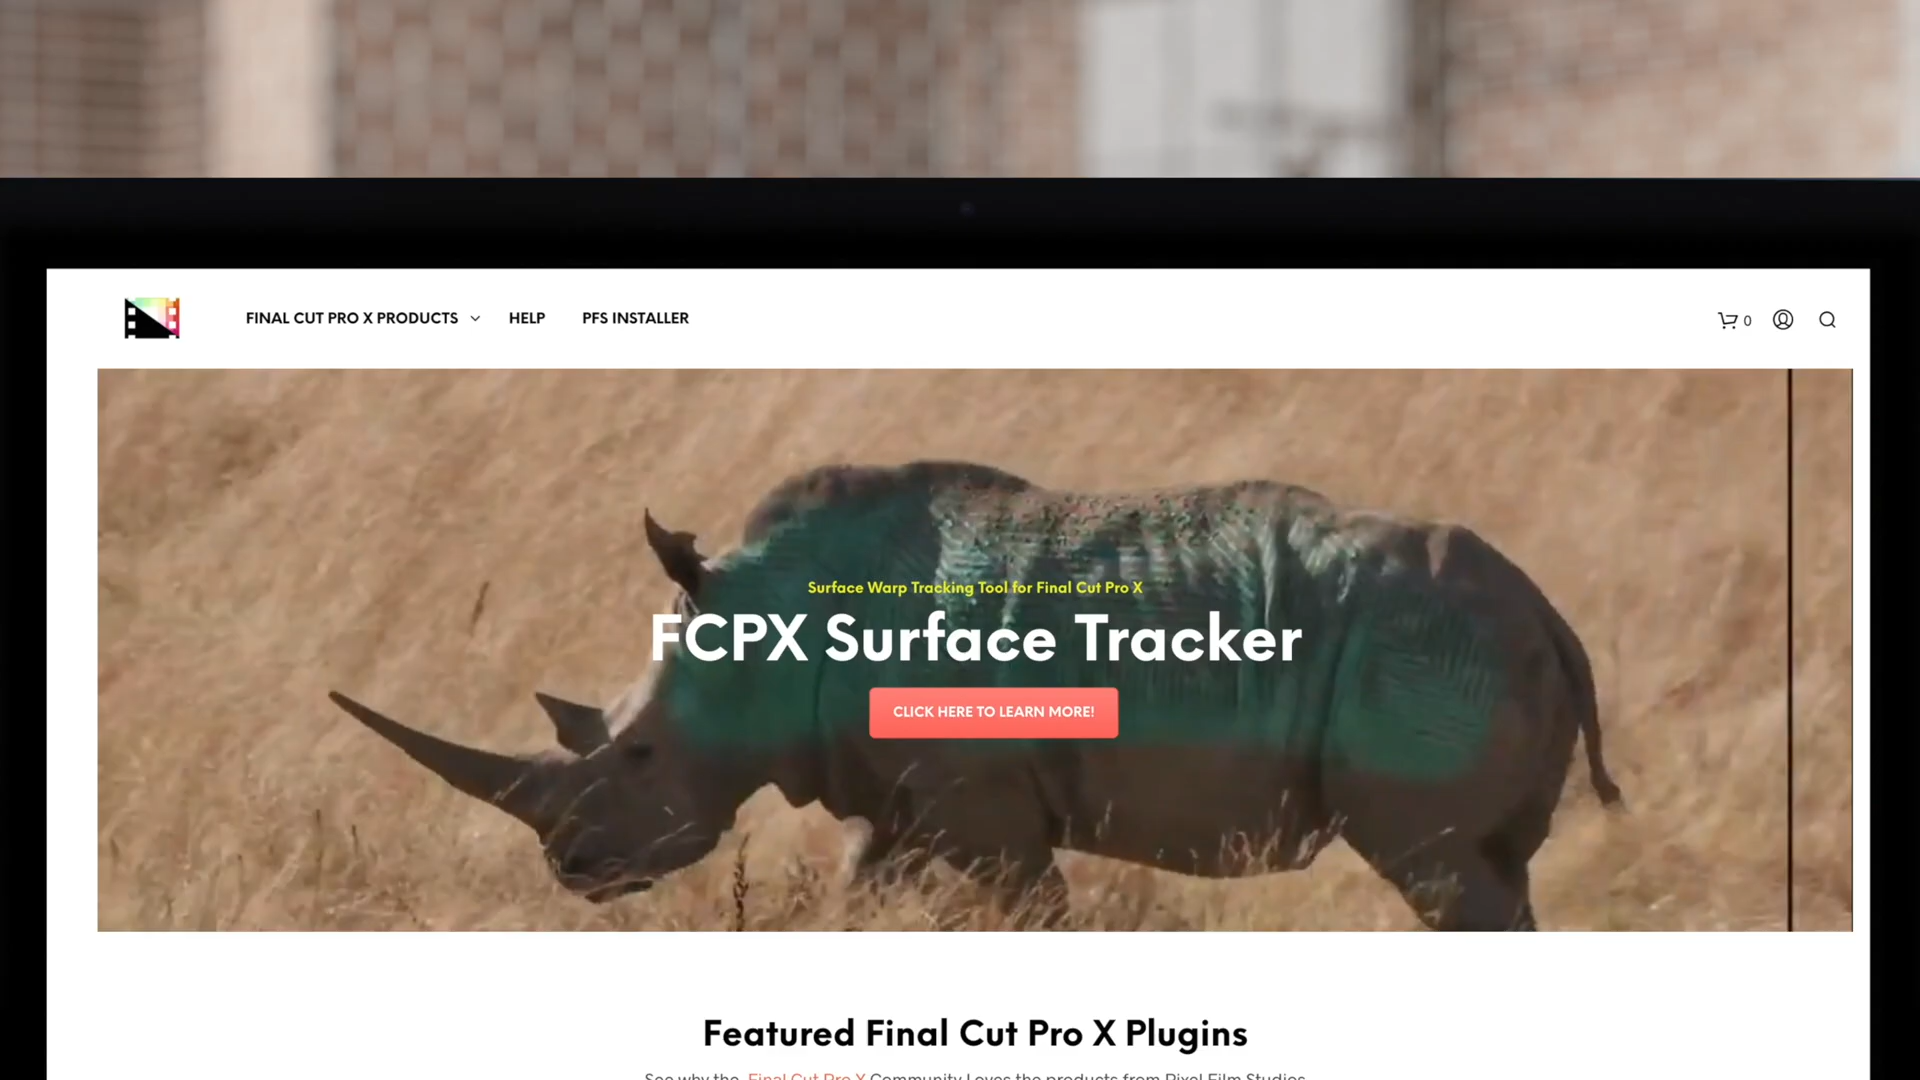 FINAL CUT PRO X PRODUCTS HELP PFS INSTALLER 0
Surface Warp Tracking Tool for Final Cut Pro X
FCPX Surface Tracker
CLICK HERE TO LEARN MORE!
Featured Final Cut Pro X Plugins
See why the Final Cut Pro X Community Loves the products from Pixel Film Studios